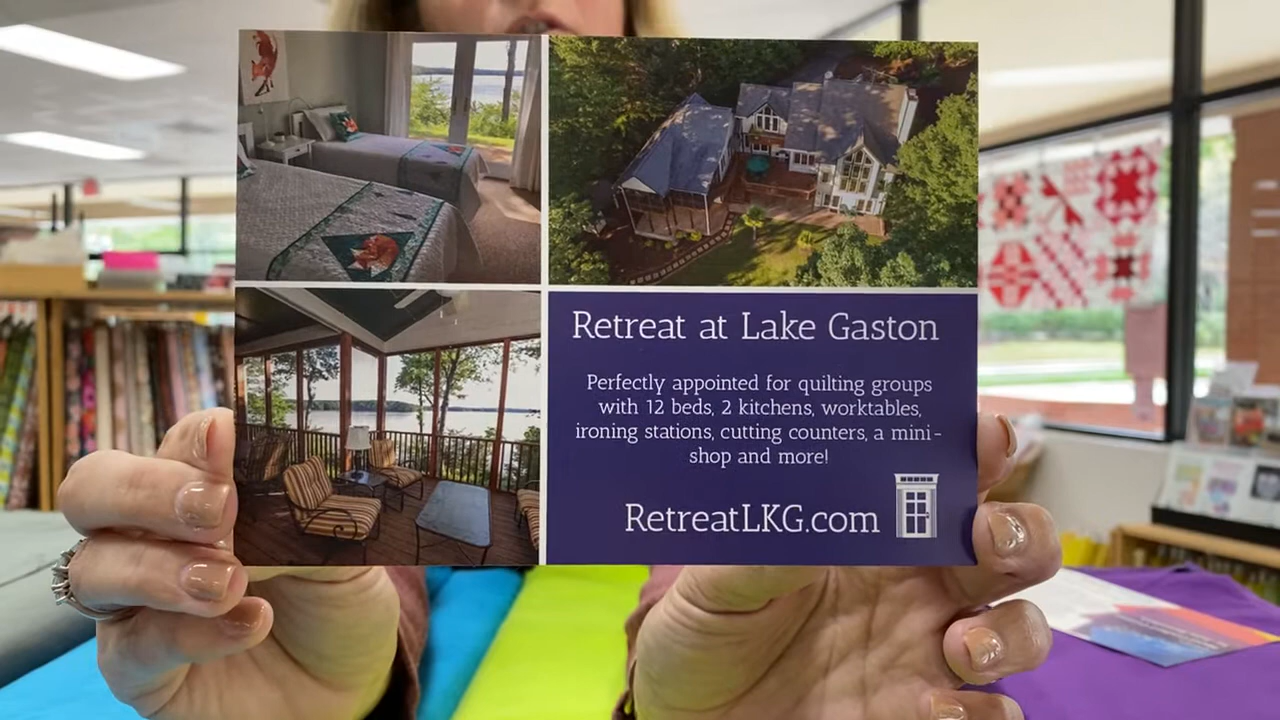 Retreat at Lake Gaston
Perfectly appointed for quilting groups
with 12 beds, 2 kitchens, worktables,
ironing stations, cutting counters, a mini-
shop and more!
RetreatLKG.com